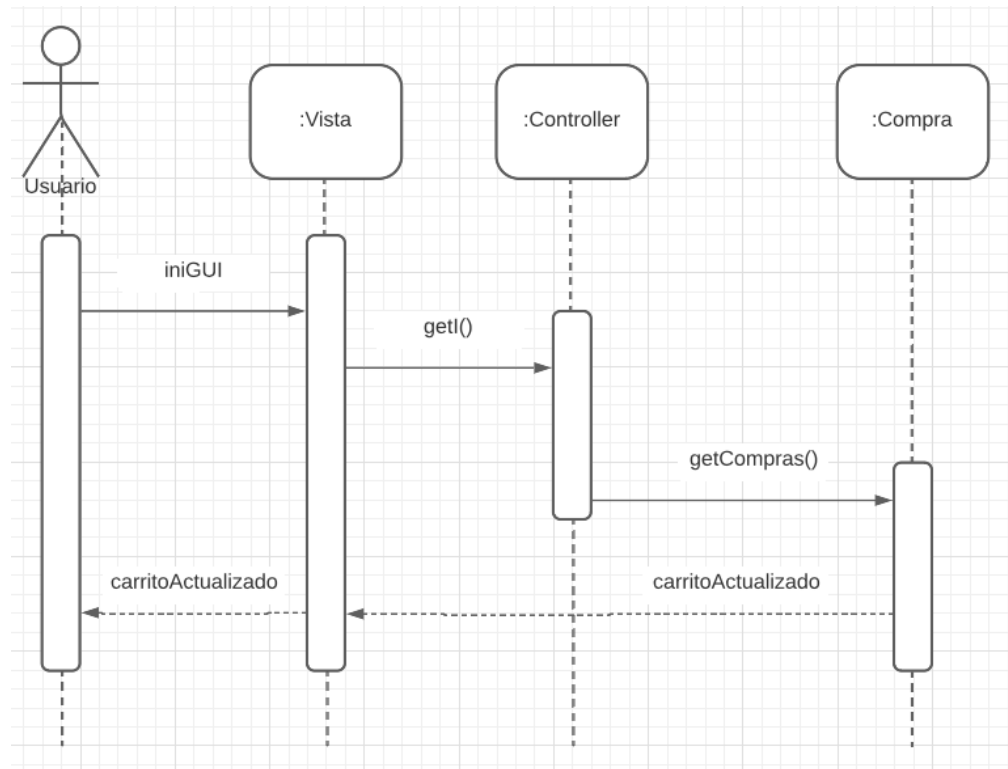 Usuario
:Vista
:Controller
:Compra
iniGUI
getI()
getCompras()
carritoActualizado
carritoActualizado